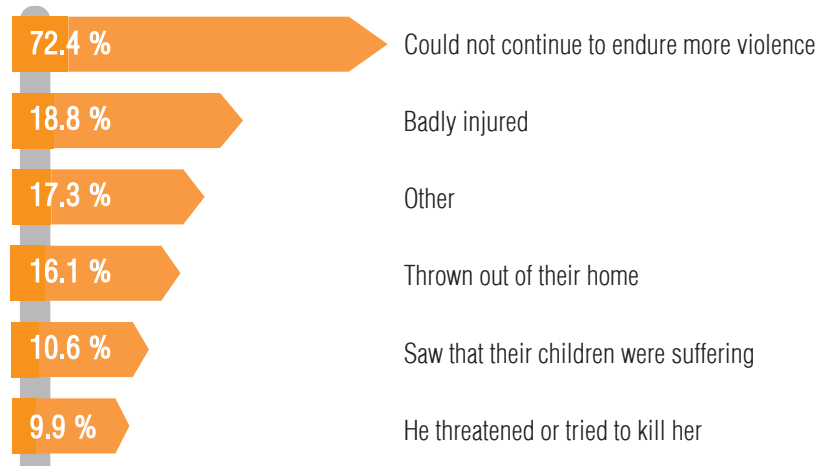 72.4 % Could not continue to endure more violence
18.8 % Badly injured
17.3 % Other
16.1 % Thrown out of their home
10.6 % Saw that their children were suffering
9.9 % He threatened or tried to kill her